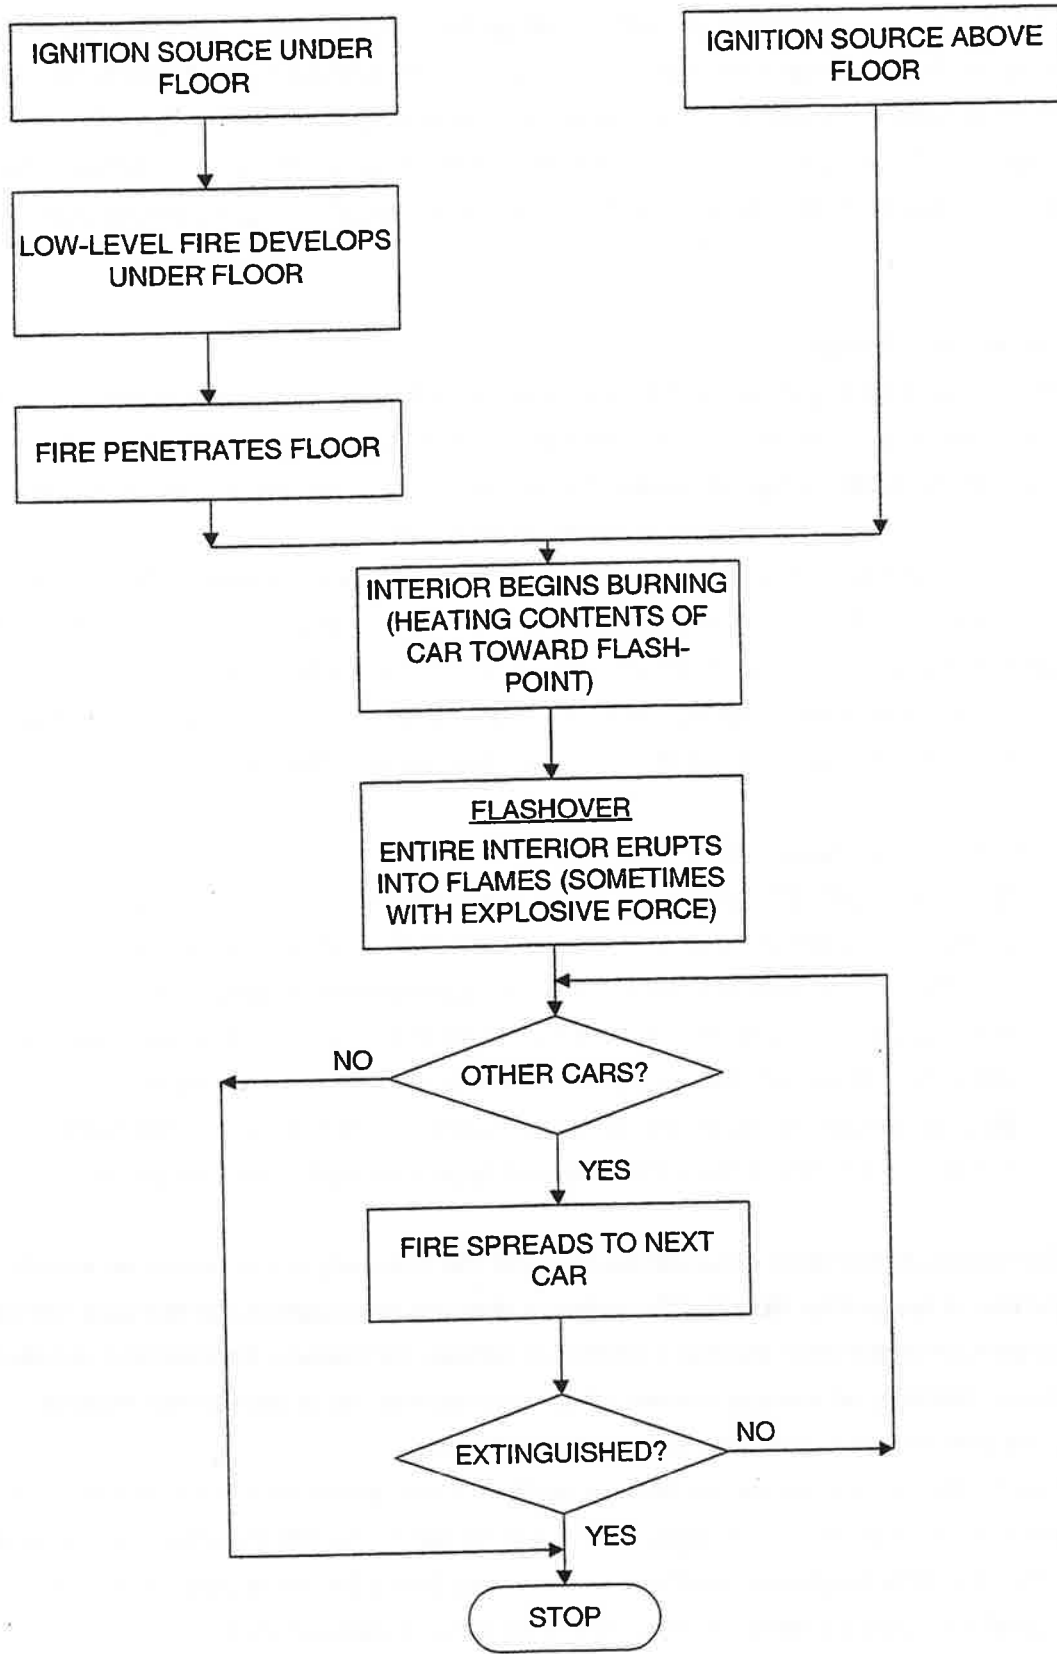 IGNITION SOURCE UNDER
FLOOR
IGNITION SOURCE ABOVE
FLOOR
LOW-LEVEL FIRE DEVELOPS
UNDER FLOOR
FIRE PENETRATES FLOOR
INTERIOR BEGINS BURNING
(HEATING CONTENTS OF
CAR TOWARD FLASH-
POINT)
FLASHOVER
ENTIRE INTERIOR ERUPTS
INTO FLAMES (SOMETIMES
WITH EXPLOSIVE FORCE)
NO
OTHER CARS?
YES
FIRE SPREADS TO NEXT
CAR
EXTINGUISHED?
NO
YES
STOP